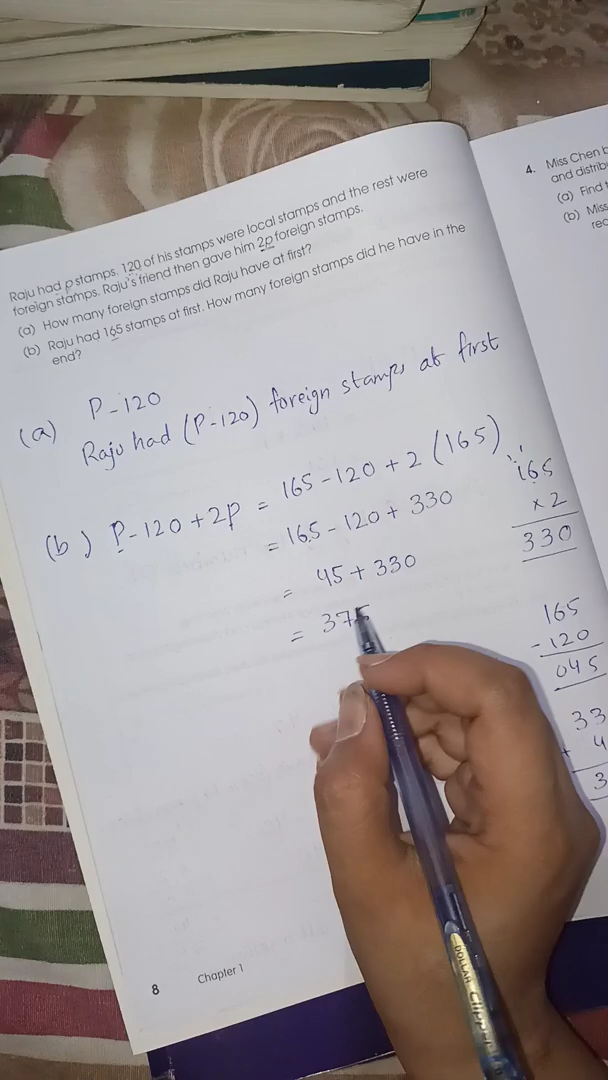 Raju had p stamps. 120 of his stamps were local stamps and the rest were
foreign stamps. Raju's friend then gave him 2p foreign stamps.
(a) How many foreign stamps did Raju have at first?
(b) Raju had 165 stamps at first. How many foreign stamps did he have in the
end?
(a) P-120
Raju had (P-120) foreign stamps at first
(b) P-120+2P = 165-120+2(165)
= 165-120+330
= 45+330
= 375
165
×2
330
165
-120
045
33
+ 4
3
8 Chapter 1
4. Miss Chen
and
(a) Find
(b) Miss
DOLLAR Clipper